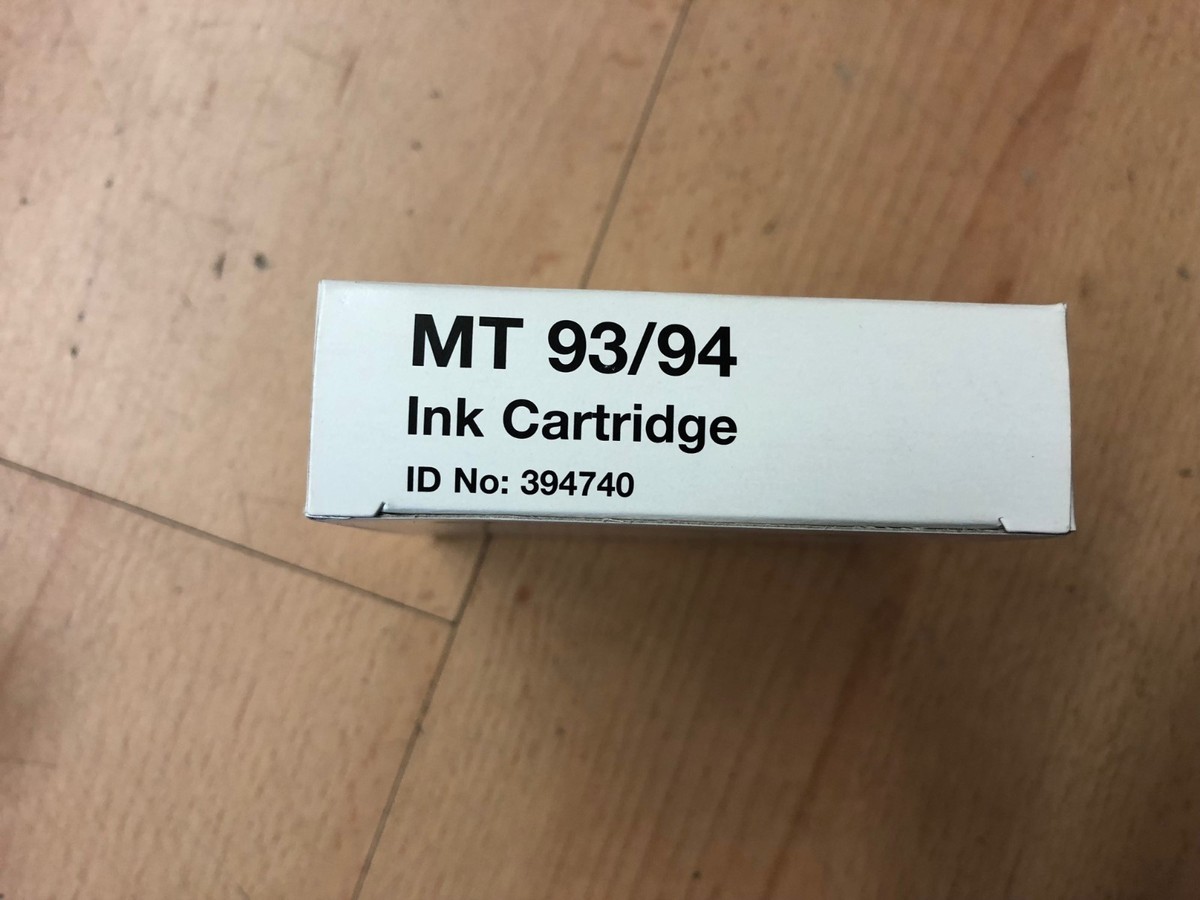 MT 93/94
Ink Cartridge
ID No: 394740